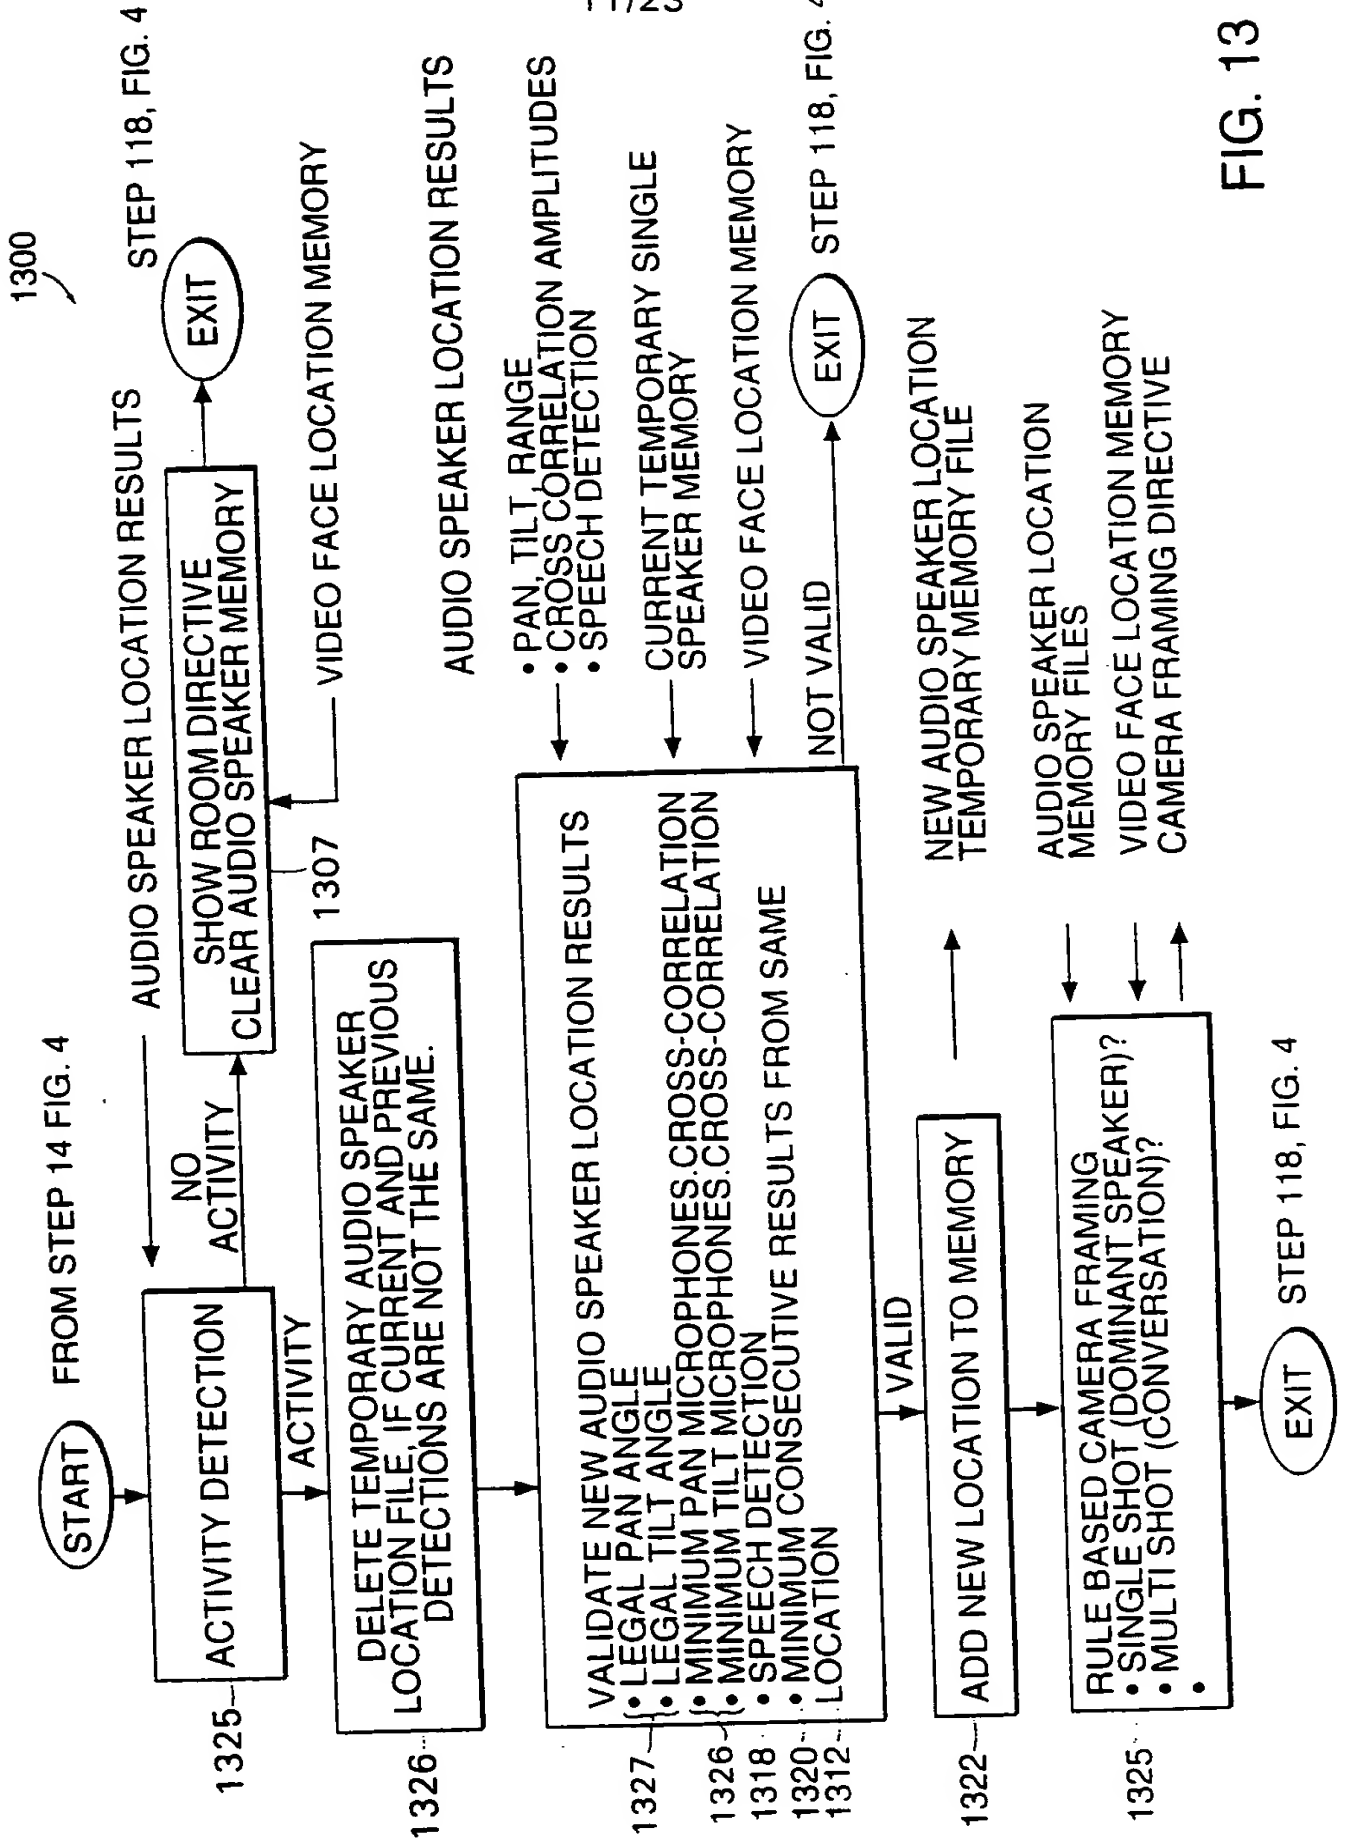 11/23
1300
START
FROM STEP 14 FIG. 4
AUDIO SPEAKER LOCATION RESULTS
STEP 118, FIG. 4
ACTIVITY DETECTION
1325
NO
ACTIVITY
SHOW ROOM DIRECTIVE
CLEAR AUDIO SPEAKER MEMORY
EXIT
1307
VIDEO FACE LOCATION MEMORY
ACTIVITY
DELETE TEMPORARY AUDIO SPEAKER
LOCATION FILE, IF CURRENT AND PREVIOUS
DETECTIONS ARE NOT THE SAME.
1326
AUDIO SPEAKER LOCATION RESULTS
• PAN, TILT, RANGE
• CROSS CORRELATION AMPLITUDES
• SPEECH DETECTION
CURRENT TEMPORARY SINGLE
SPEAKER MEMORY
VIDEO FACE LOCATION MEMORY
VALIDATE NEW AUDIO SPEAKER LOCATION RESULTS
• LEGAL PAN ANGLE
• LEGAL TILT ANGLE
• MINIMUM PAN MICROPHONES.CROSS-CORRELATION
• MINIMUM TILT MICROPHONES.CROSS-CORRELATION
• SPEECH DETECTION
• MINIMUM CONSECUTIVE RESULTS FROM SAME
LOCATION
1327
1326
1318
1320
1312
NOT VALID
EXIT
STEP 118, FIG. 4
VALID
ADD NEW LOCATION TO MEMORY
1322
NEW AUDIO SPEAKER LOCATION
TEMPORARY MEMORY FILE
RULE BASED CAMERA FRAMING
• SINGLE SHOT (DOMINANT SPEAKER)?
• MULTI SHOT (CONVERSATION)?
•
1325
AUDIO SPEAKER LOCATION
MEMORY FILES
VIDEO FACE LOCATION MEMORY
CAMERA FRAMING DIRECTIVE
EXIT
STEP 118, FIG. 4
FIG. 13